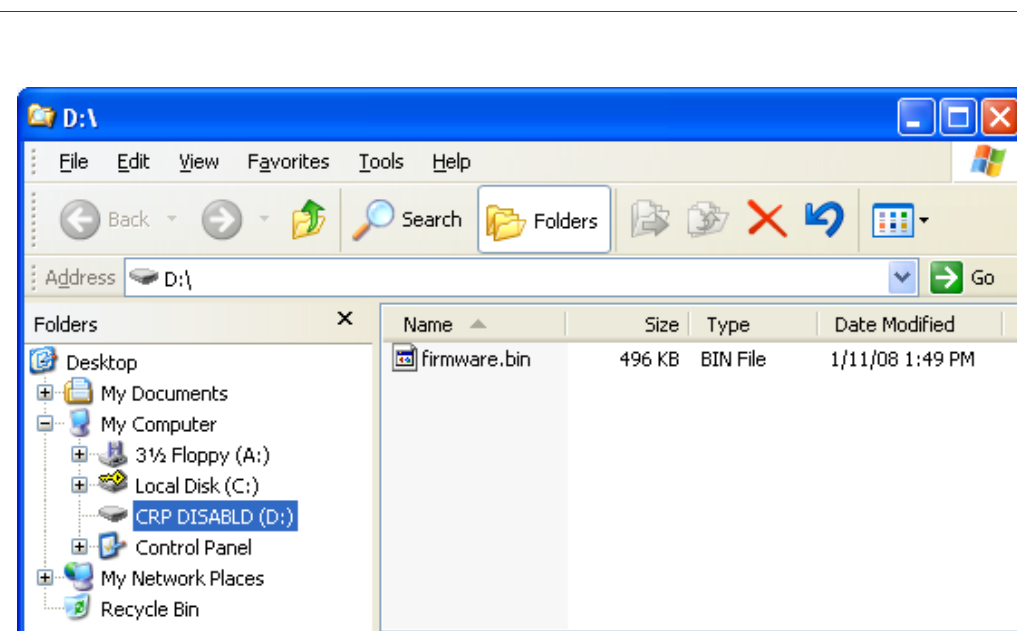 D:\
File Edit View Favorites Tools Help
Back Search Folders
Address D:\ Go
Folders Name Size Type Date Modified
Desktop firmware.bin 496 KB BIN File 1/11/08 1:49 PM
My Documents
My Computer
3½ Floppy (A:)
Local Disk (C:)
CRP DISABLD (D:)
Control Panel
My Network Places
Recycle Bin